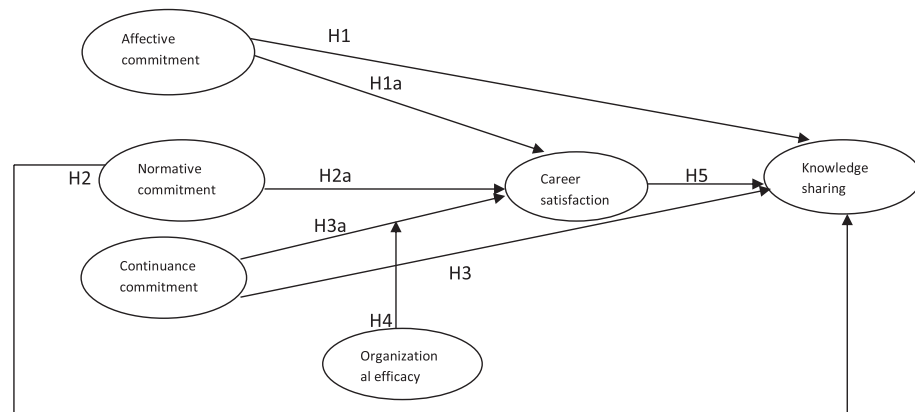 Affective
commitment
H1
H1a
Normative
commitment
H2
H2a
Career
satisfaction
H5
Knowledge
sharing
H3a
Continuance
commitment
H3
H4
Organization
al efficacy